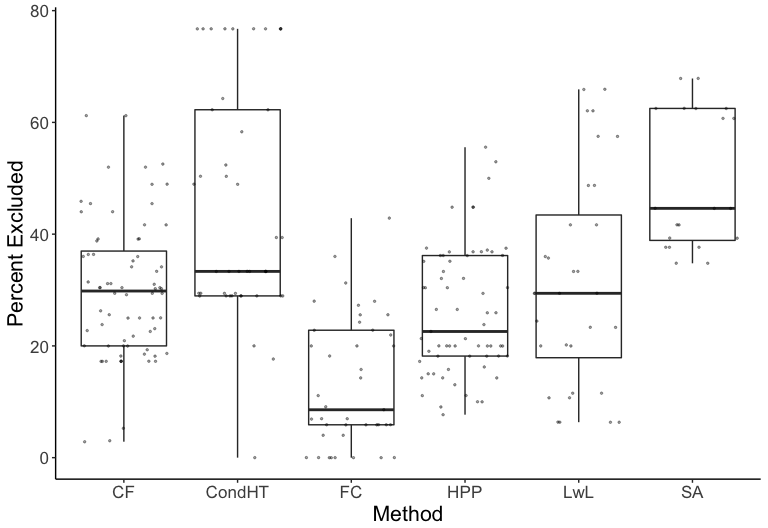 80
60
40
20
0
Percent Excluded
CF CondHT FC HPP LwL SA
Method